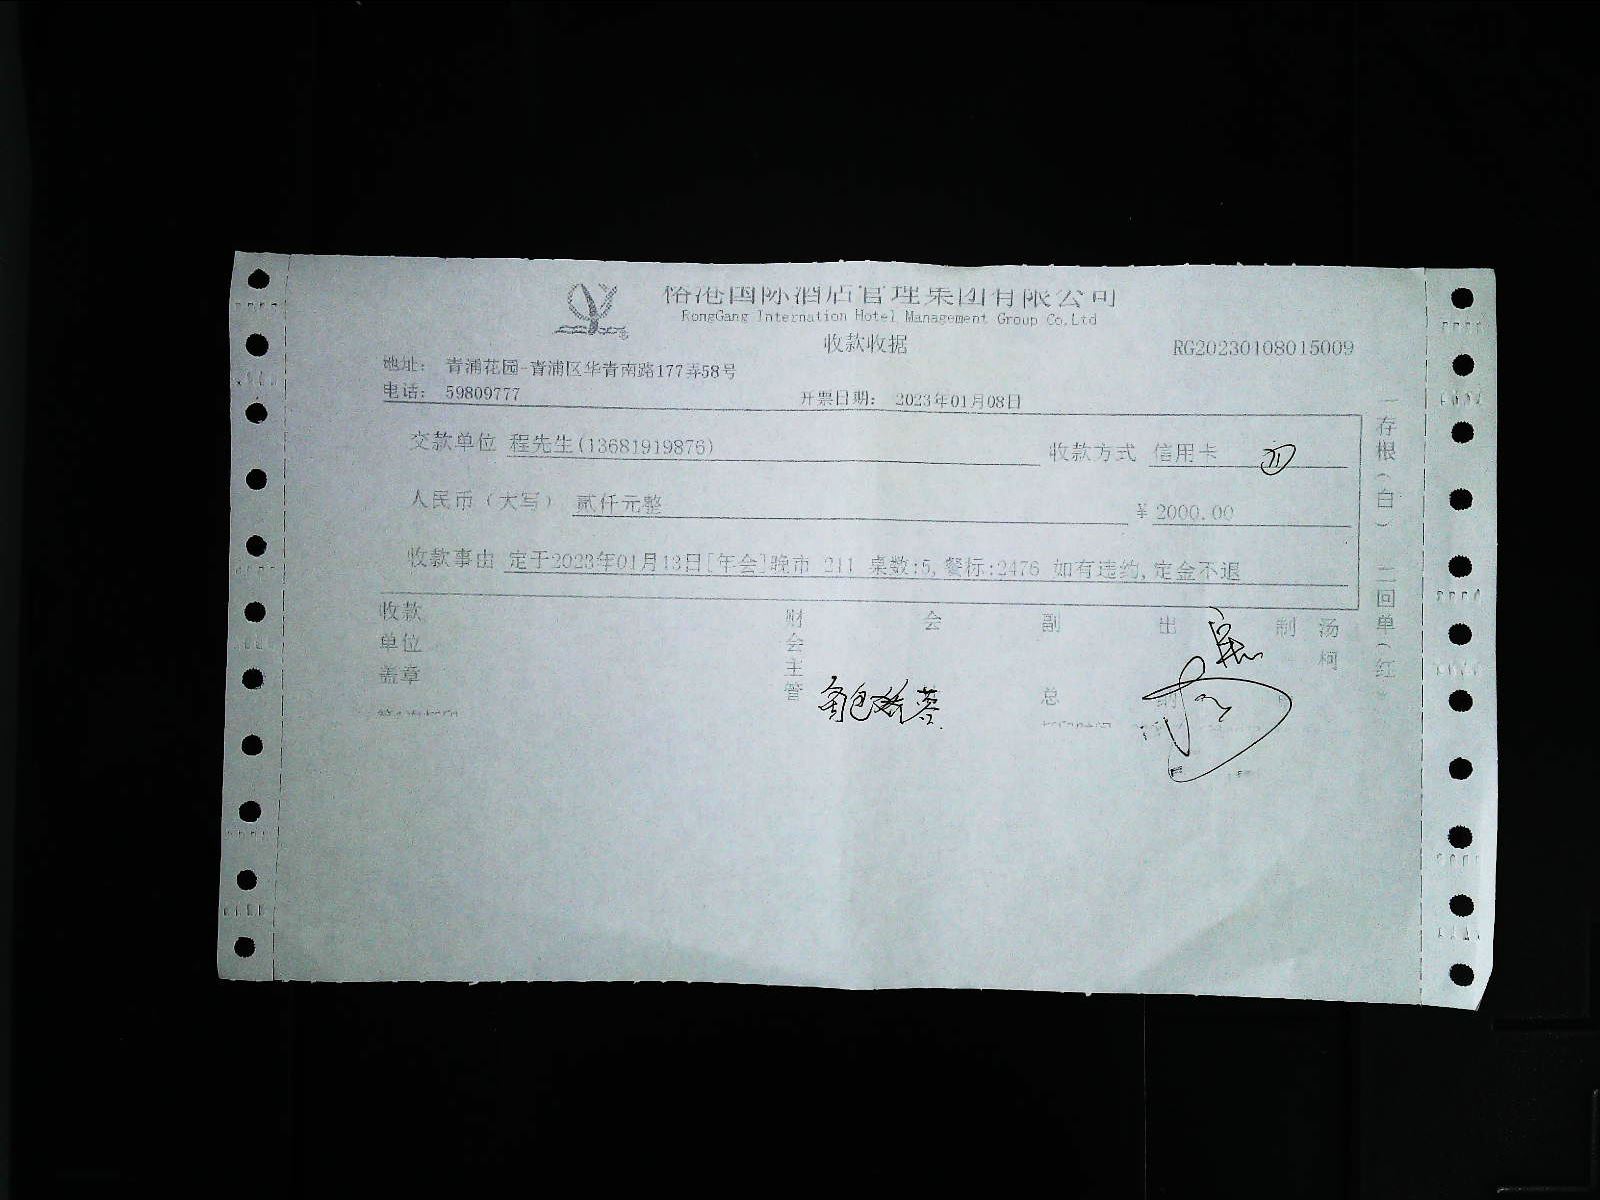 榕港国际酒店管理集团有限公司
RongGang Internation Hotel Management Group Co,Ltd
收款收据
RG20230108015009
地址： 青浦花园-青浦区华青南路177弄58号
电话： 59809777
开票日期： 2023年01月08日
交款单位 程先生(13681919876)
收款方式 信用卡
人民币（大写） 贰仟元整
¥ 2000.00
收款事由 定于2023年01月13日[年会]晚市 211 桌数:5,餐标:2476 如有违约,定金不退
收款单位盖章
财会主管
会
副总
出纳
制
汤柯
一存根(白) 二回单(红)